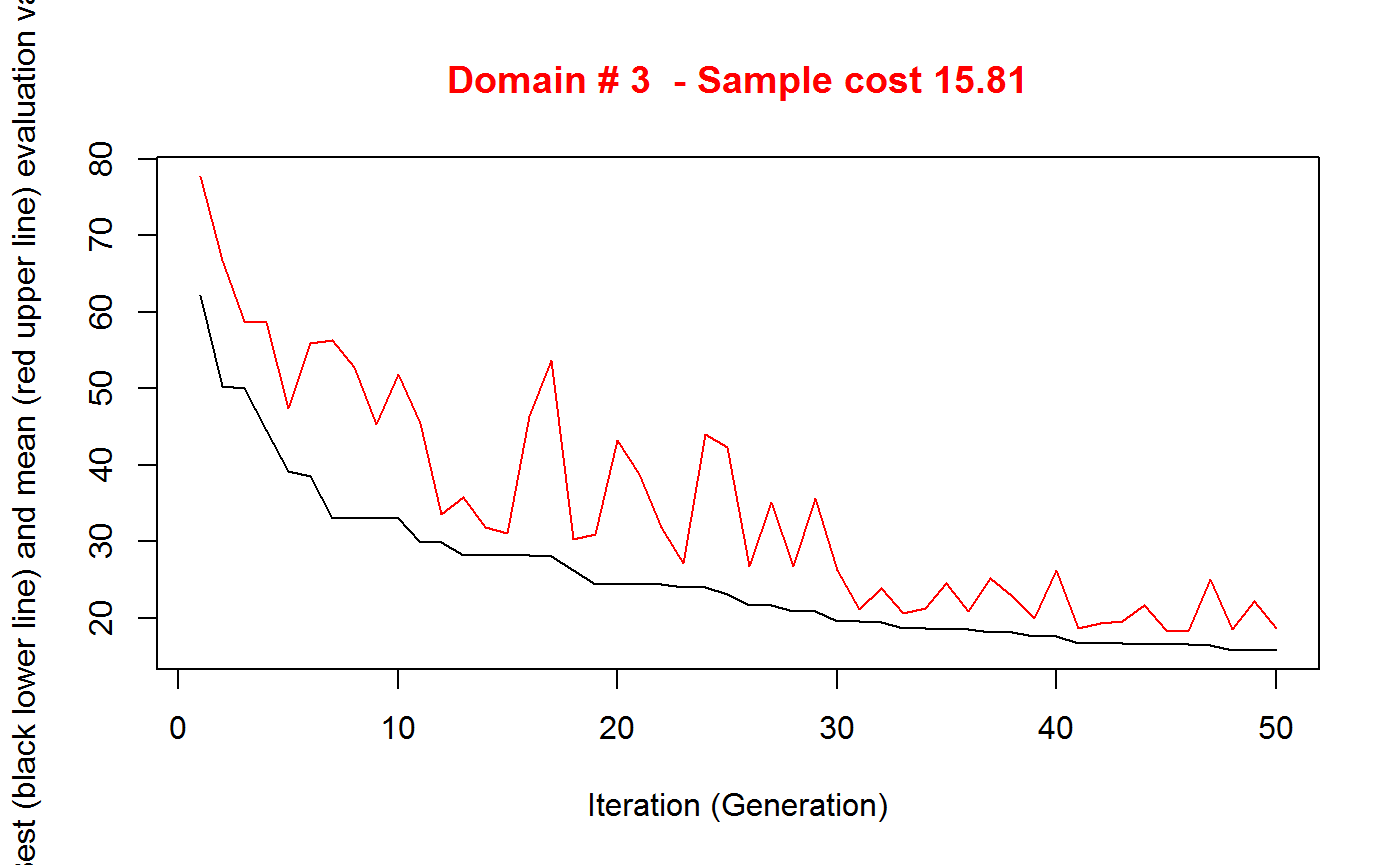 Domain # 3  - Sample cost 15.81
est (black lower line) and mean (red upper line) evaluation
80
70
60
50
40
30
20
0 10 20 30 40 50
Iteration (Generation)